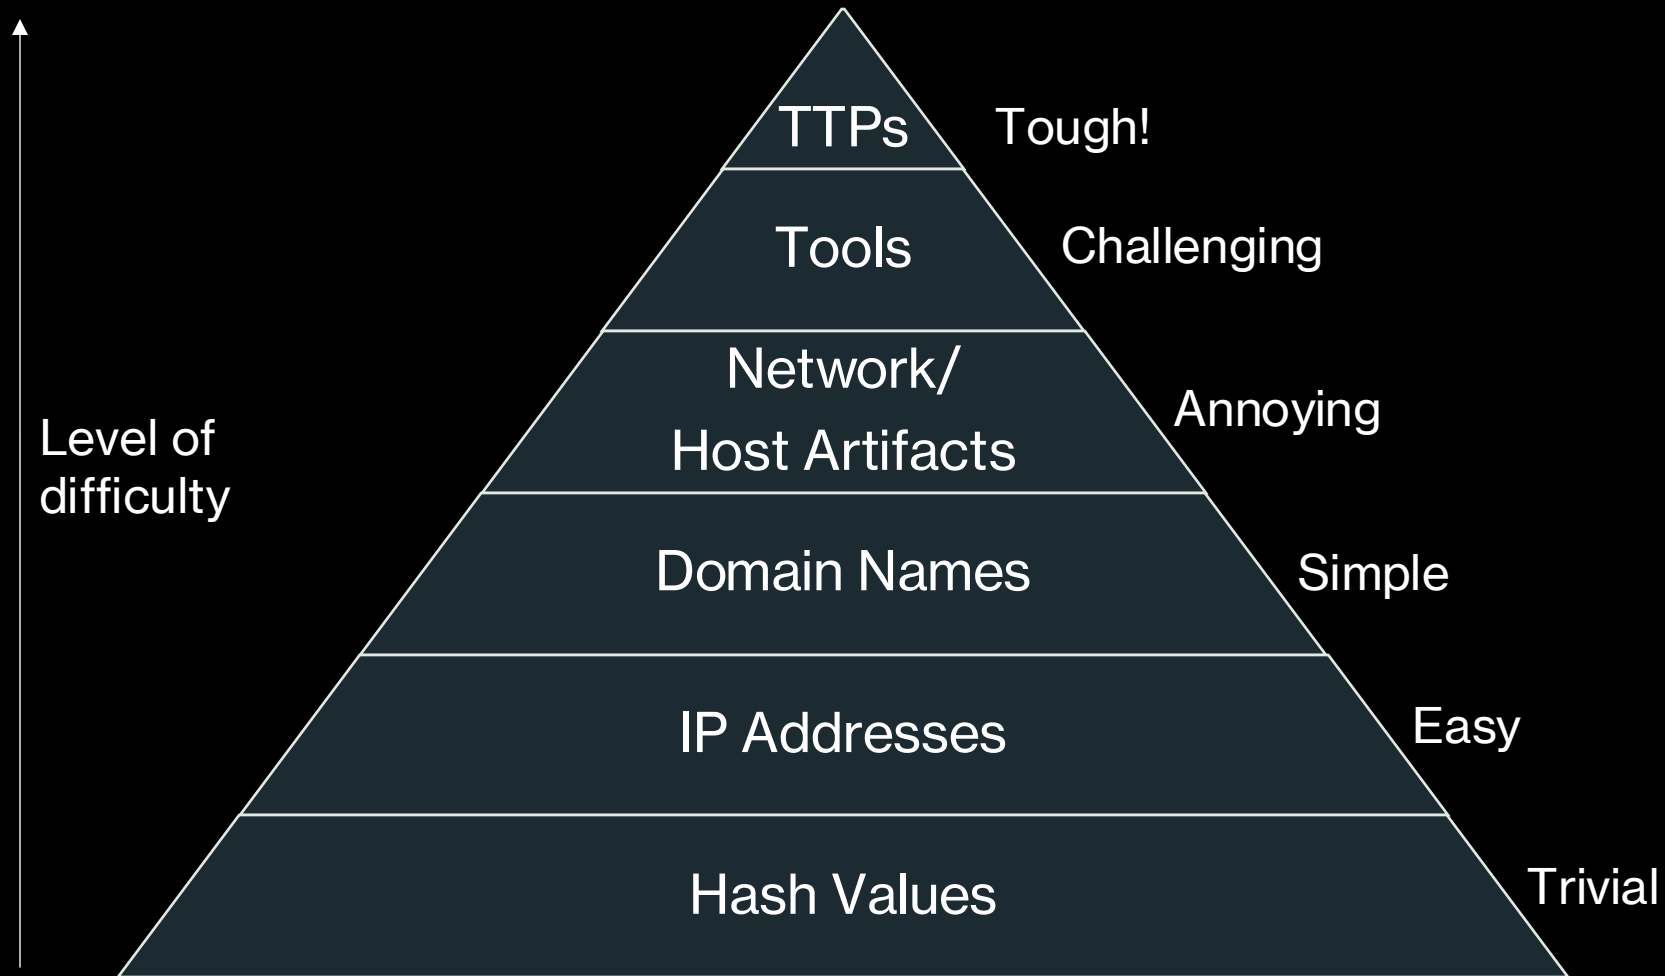 TTPs
Tough!
Tools
Challenging
Network/
Host Artifacts
Annoying
Level of
difficulty
Domain Names
Simple
IP Addresses
Easy
Hash Values
Trivial